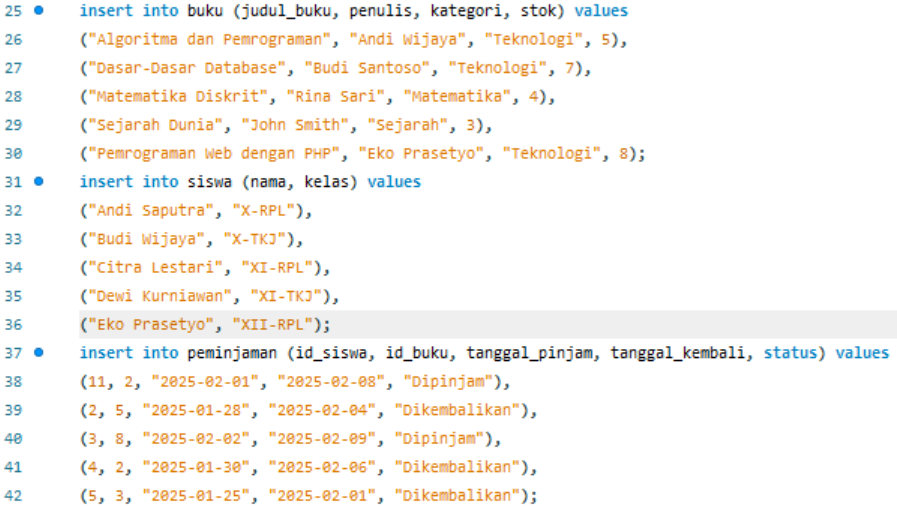 25 insert into buku (judul_buku, penulis, kategori, stok) values
26 ("Algoritma dan Pemrograman", "Andi Wijaya", "Teknologi", 5),
27 ("Dasar-Dasar Database", "Budi Santoso", "Teknologi", 7),
28 ("Matematika Diskrit", "Rina Sari", "Matematika", 4),
29 ("Sejarah Dunia", "John Smith", "Sejarah", 3),
30 ("Pemrograman Web dengan PHP", "Eko Prasetyo", "Teknologi", 8);
31 insert into siswa (nama, kelas) values
32 ("Andi Saputra", "X-RPL"),
33 ("Budi Wijaya", "X-TKJ"),
34 ("Citra Lestari", "XI-RPL"),
35 ("Dewi Kurniawan", "XI-TKJ"),
36 ("Eko Prasetyo", "XII-RPL");
37 insert into peminjaman (id_siswa, id_buku, tanggal_pinjam, tanggal_kembali, status) values
38 (11, 2, "2025-02-01", "2025-02-08", "Dipinjam"),
39 (2, 5, "2025-01-28", "2025-02-04", "Dikembalikan"),
40 (3, 8, "2025-02-02", "2025-02-09", "Dipinjam"),
41 (4, 2, "2025-01-30", "2025-02-06", "Dikembalikan"),
42 (5, 3, "2025-01-25", "2025-02-01", "Dikembalikan");